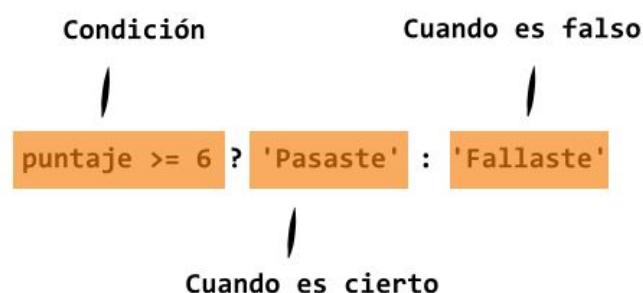 Condición
Cuando es falso
puntaje >= 6 ? 'Pasaste' : 'Fallaste'
Cuando es cierto